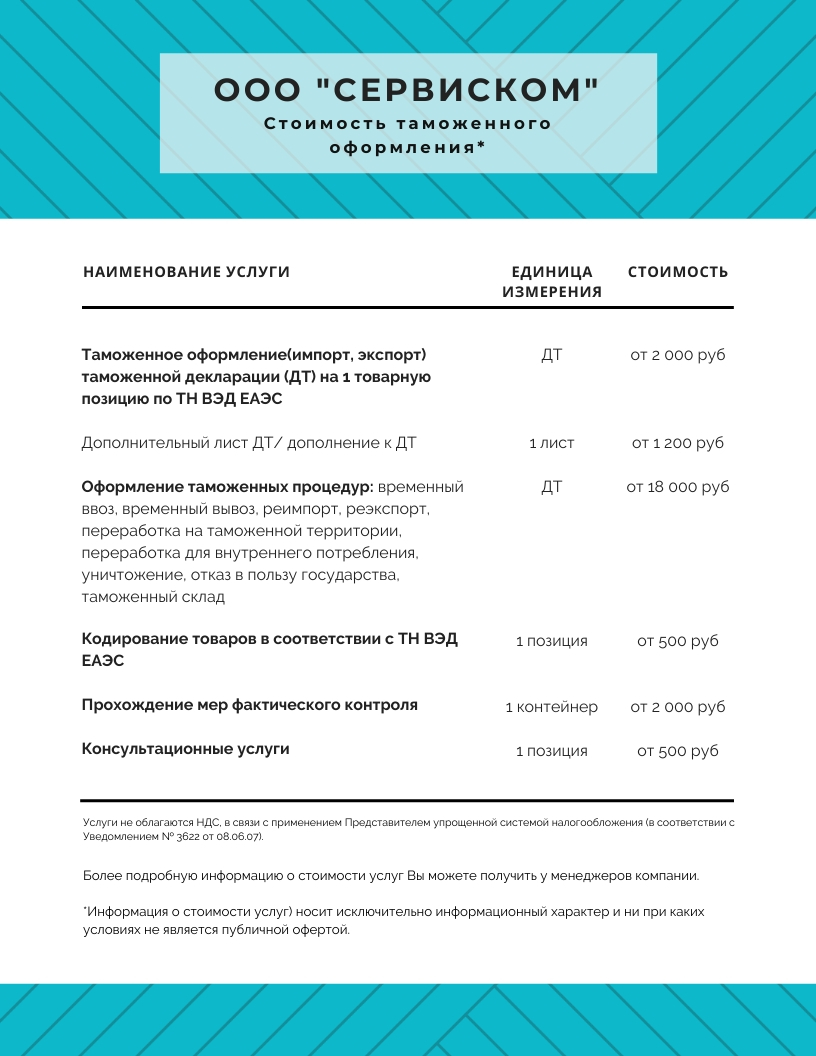 ООО "СЕРВИСКОМ"
Стоимость таможенного
оформления*
НАИМЕНОВАНИЕ УСЛУГИ
ЕДИНИЦА
ИЗМЕРЕНИЯ
СТОИМОСТЬ
Таможенное оформление(импорт, экспорт)
таможенной декларации (ДТ) на 1 товарную
позицию по ТН ВЭД ЕАЭС
ДТ
от 2 000 руб
Дополнительный лист ДТ/ дополнение к ДТ
1 лист
от 1 200 руб
Оформление таможенных процедур: временный
ввоз, временный вывоз, реимпорт, реэкспорт,
переработка на таможенной территории,
переработка для внутреннего потребления,
уничтожение, отказ в пользу государства,
таможенный склад
ДТ
от 18 000 руб
Кодирование товаров в соответствии с ТН ВЭД
ЕАЭС
1 позиция
от 500 руб
Прохождение мер фактического контроля
1 контейнер
от 2 000 руб
Консультационные услуги
1 позиция
от 500 руб
Услуги не облагаются НДС, в связи с применением Представителем упрощенной системой налогообложения (в соответствии с
Уведомлением № 3622 от 08.06.07).
Более подробную информацию о стоимости услуг Вы можете получить у менеджеров компании.
*Информация о стоимости услуг) носит исключительно информационный характер и ни при каких
условиях не является публичной офертой.